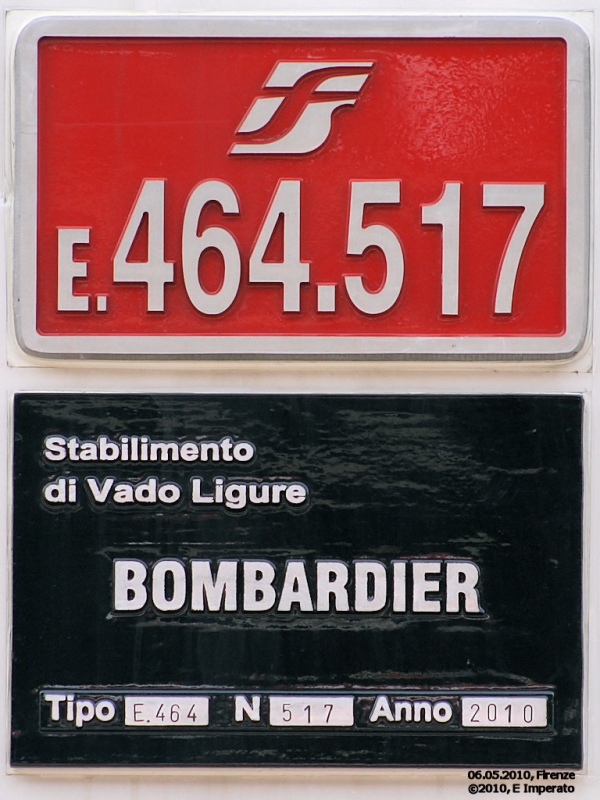 E.464.517
Stabilimento
di Vado Ligure
BOMBARDIER
Tipo E.464 N 517 Anno 2010
06.05.2010, Firenze
©2010, E Imperato